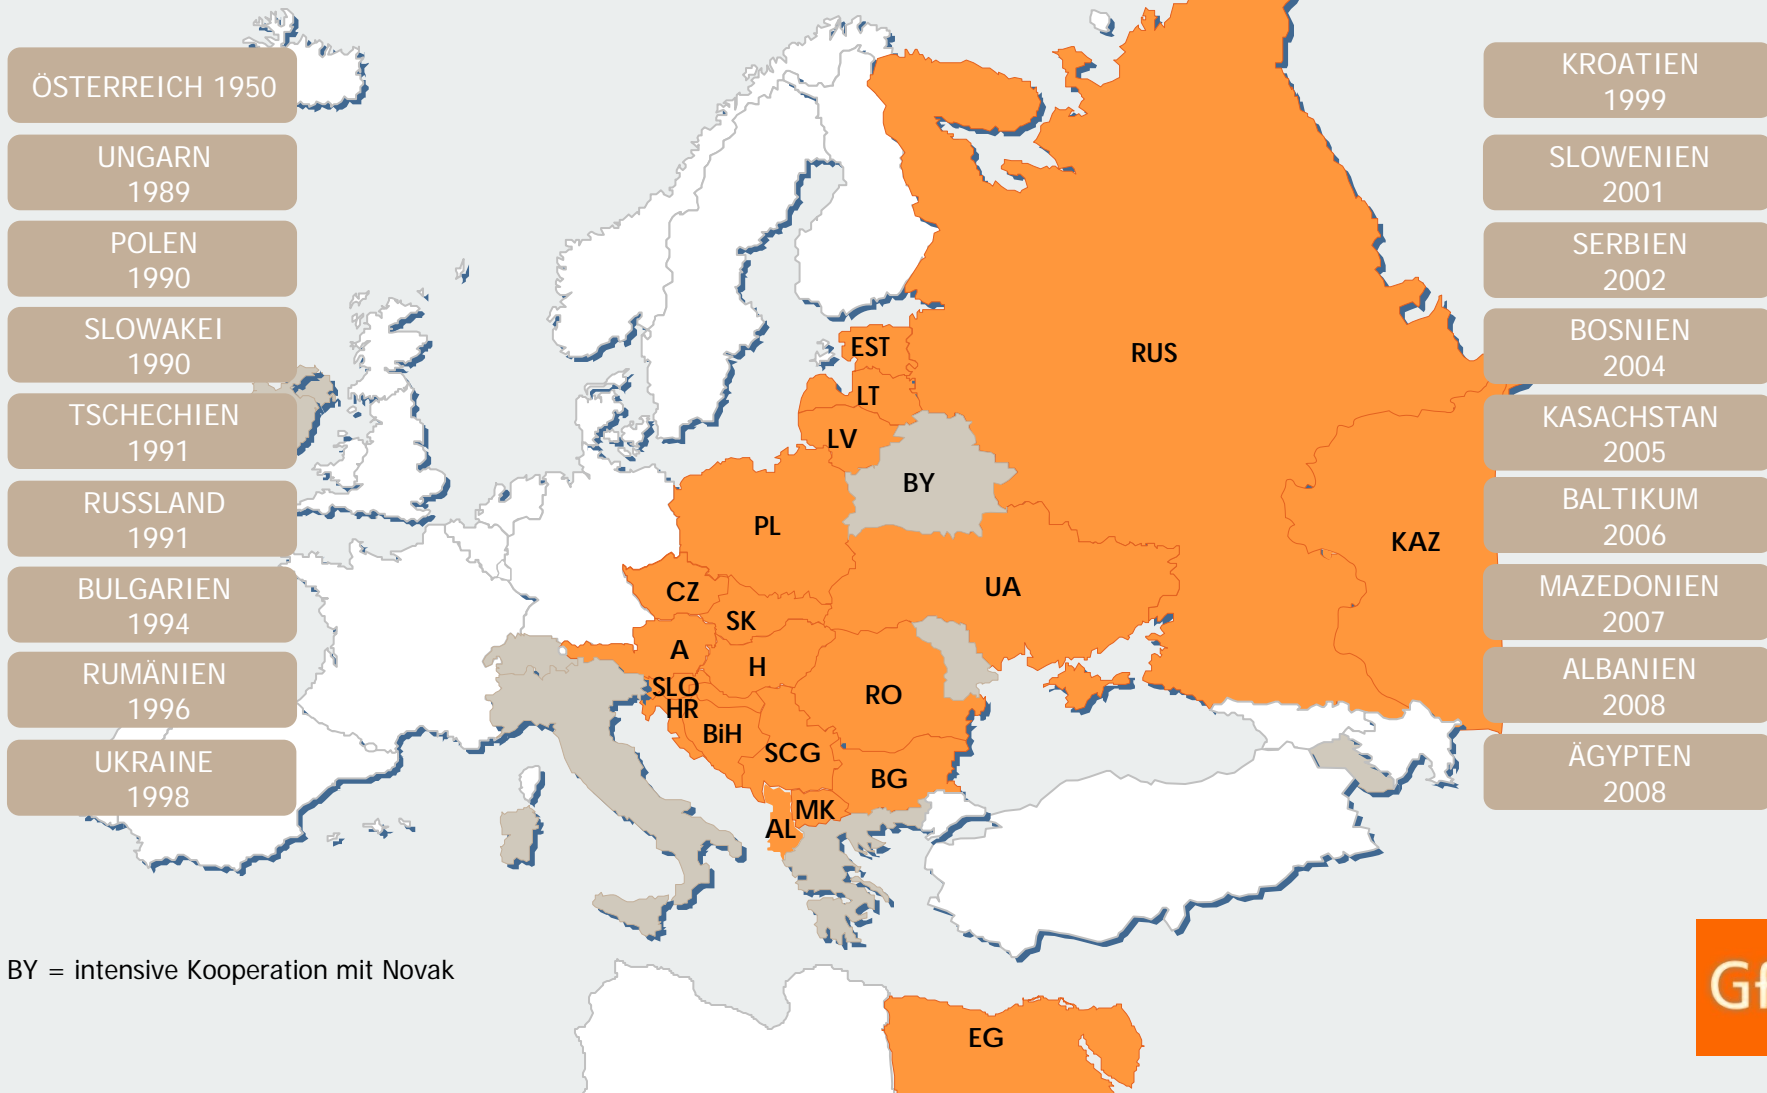 ÖSTERREICH 1950
UNGARN
1989
POLEN
1990
SLOWAKEI
1990
TSCHECHIEN
1991
RUSSLAND
1991
BULGARIEN
1994
RUMÄNIEN
1996
UKRAINE
1998
KROATIEN
1999
SLOWENIEN
2001
SERBIEN
2002
BOSNIEN
2004
KASACHSTAN
2005
BALTIKUM
2006
MAZEDONIEN
2007
ALBANIEN
2008
ÄGYPTEN
2008
EST
RUS
LT
LV
BY
PL
KAZ
CZ
UA
SK
A
H
SLO
RO
HR
BiH
SCG
BG
MK
AL
EG
BY = intensive Kooperation mit Novak
Gf